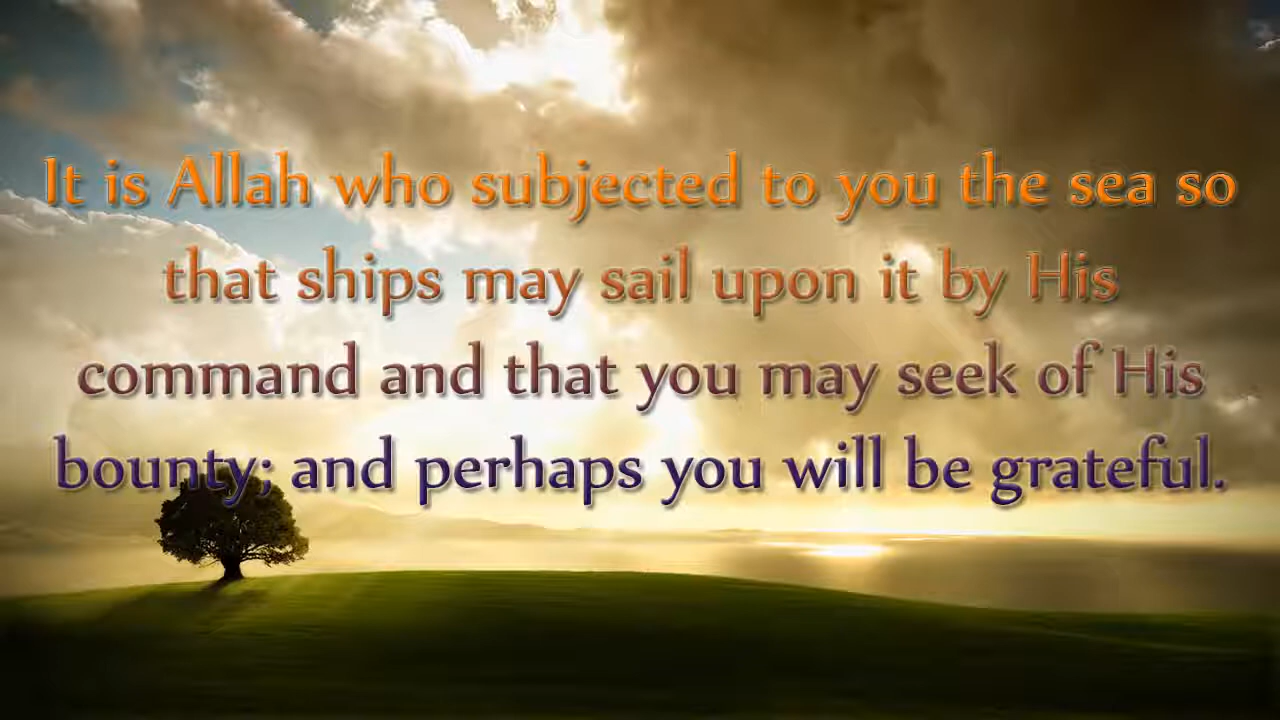 It is Allah who subjected to you the sea so
that ships may sail upon it by His
command and that you may seek of His
bounty; and perhaps you will be grateful.